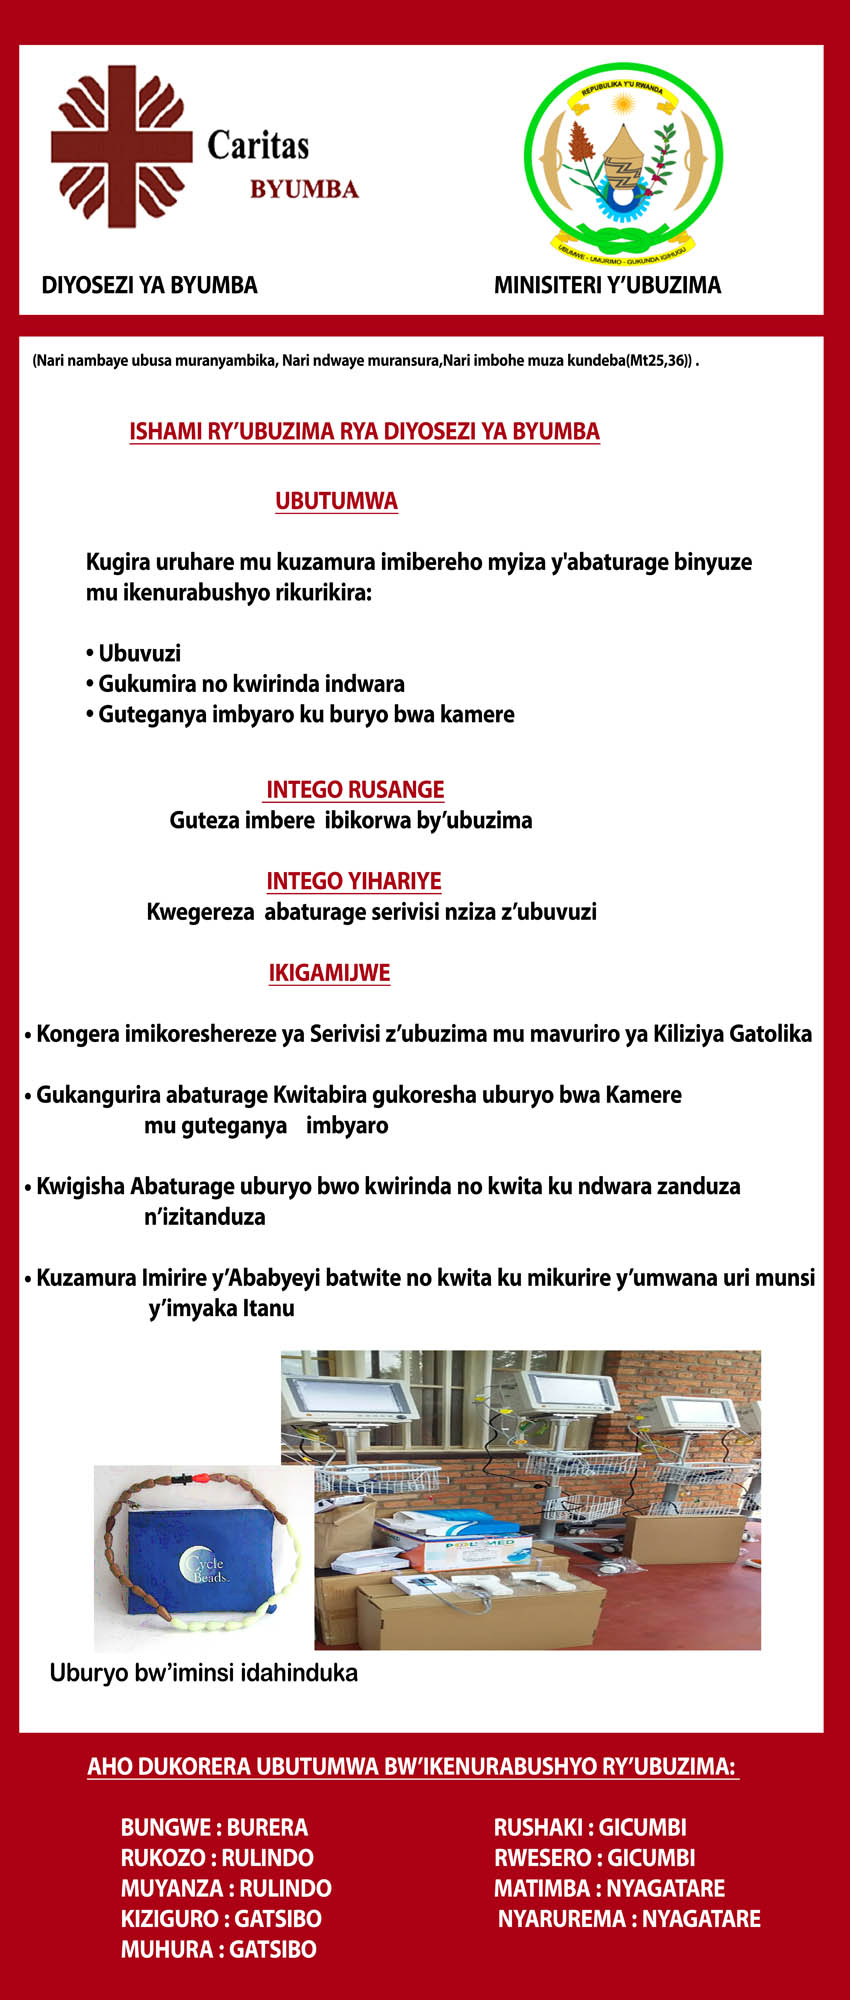 Caritas
BYUMBA
REPUBULIKA Y'U RWANDA
UBUMWE - UMURIMO - GUKUNDA IGIHUGU
DIYOSEZI YA BYUMBA
MINISITERI Y’UBUZIMA
(Nari nambaye ubusa muranyambika, Nari ndwaye muransura,Nari imbohe muza kundeba(Mt25,36)) .
ISHAMI RY’UBUZIMA RYA DIYOSEZI YA BYUMBA
UBUTUMWA
Kugira uruhare mu kuzamura imibereho myiza y'abaturage binyuze
mu ikenurabushyo rikurikira:
• Ubuvuzi
• Gukumira no kwirinda indwara
• Guteganya imbyaro ku buryo bwa kamere
INTEGO RUSANGE
Guteza imbere ibikorwa by’ubuzima
INTEGO YIHARIYE
Kwegereza abaturage serivisi nziza z’ubuvuzi
IKIGAMIJWE
• Kongera imikoreshereze ya Serivisi z’ubuzima mu mavuriro ya Kiliziya Gatolika
• Gukangurira abaturage Kwitabira gukoresha uburyo bwa Kamere
mu guteganya imbyaro
• Kwigisha Abaturage uburyo bwo kwirinda no kwita ku ndwara zanduza
n’izitanduza
• Kuzamura Imirire y’Ababyeyi batwite no kwita ku mikurire y’umwana uri munsi
y’imyaka Itanu
Cycle
Beads
POLYMED
Uburyo bw’iminsi idahinduka
AHO DUKORERA UBUTUMWA BW’IKENURABUSHYO RY’UBUZIMA:
BUNGWE : BURERA
RUKOZO : RULINDO
MUYANZA : RULINDO
KIZIGURO : GATSIBO
MUHURA : GATSIBO
RUSHAKI : GICUMBI
RWESERO : GICUMBI
MATIMBA : NYAGATARE
NYARUREMA : NYAGATARE